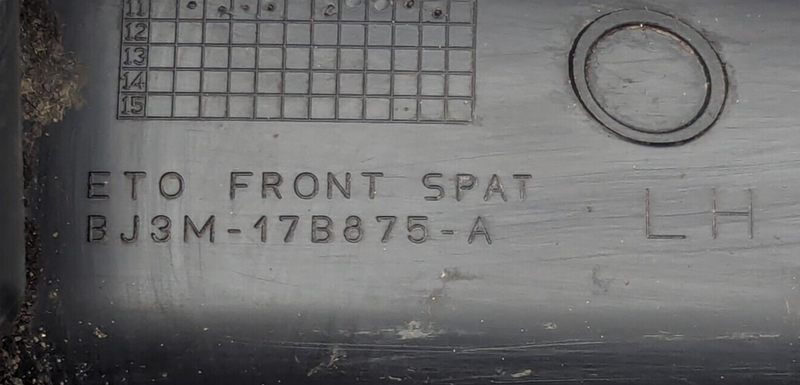 11
12
13
14
15
ETO FRONT SPAT
BJ3M-17B875-A
LH